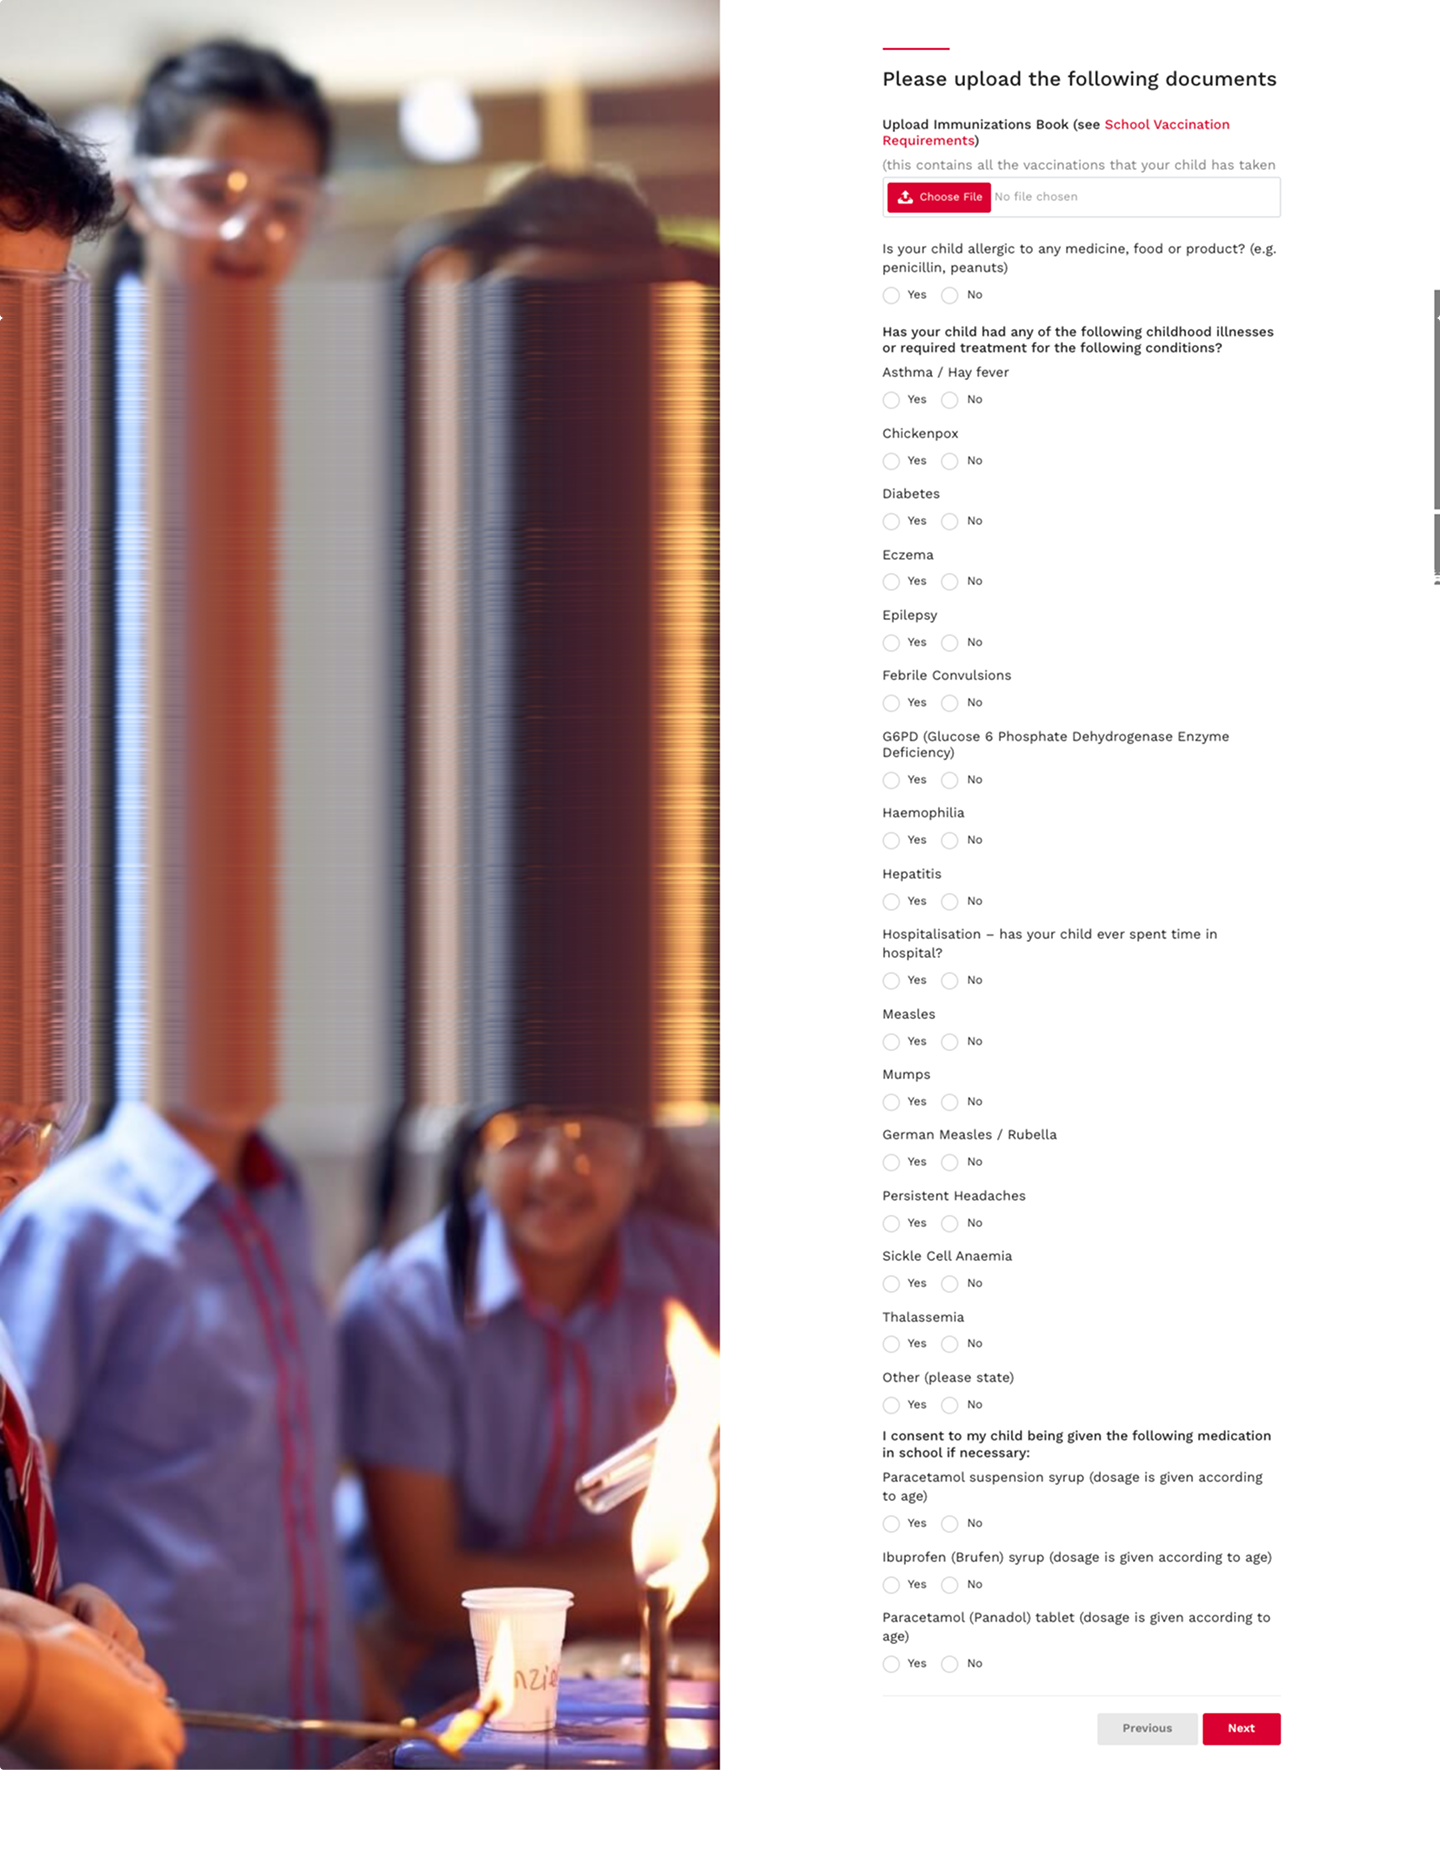 Please upload the following documents
Upload Immunizations Book (see School Vaccination
Requirements)
(this contains all the vaccinations that your child has taken
Choose File No file chosen
Is your child allergic to any medicine, food or product? (e.g.
penicillin, peanuts)
Yes No
Has your child had any of the following childhood illnesses
or required treatment for the following conditions?
Asthma / Hay fever
Yes No
Chickenpox
Yes No
Diabetes
Yes No
Eczema
Yes No
Epilepsy
Yes No
Febrile Convulsions
Yes No
G6PD (Glucose 6 Phosphate Dehydrogenase Enzyme
Deficiency)
Yes No
Haemophilia
Yes No
Hepatitis
Yes No
Hospitalisation – has your child ever spent time in
hospital?
Yes No
Measles
Yes No
Mumps
Yes No
German Measles / Rubella
Yes No
Persistent Headaches
Yes No
Sickle Cell Anaemia
Yes No
Thalassemia
Yes No
Other (please state)
Yes No
I consent to my child being given the following medication
in school if necessary:
Paracetamol suspension syrup (dosage is given according
to age)
Yes No
Ibuprofen (Brufen) syrup (dosage is given according to age)
Yes No
Paracetamol (Panadol) tablet (dosage is given according to
age)
Yes No
Previous Next